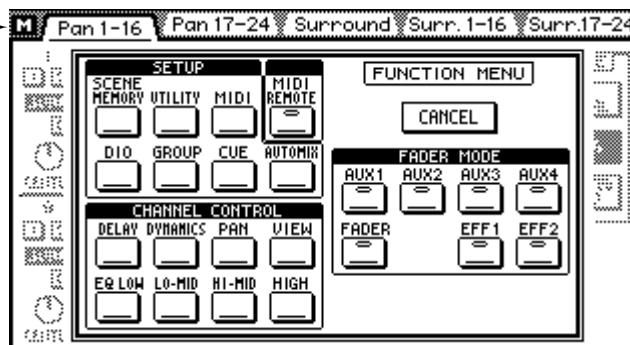 M Pan 1-16 Pan 17-24 Surround Surr. 1-16 Surr.17-24
SETUP
FUNCTION MENU
SCENE MEMORY UTILITY MIDI MIDI REMOTE
CANCEL
DIO GROUP CUE AUTOMIX
FADER MODE
AUX1 AUX2 AUX3 AUX4
CHANNEL CONTROL
DELAY DYNAMICS PAN VIEW
FADER EFF1 EFF2
EQ LOW LO-MID HI-MID HIGH